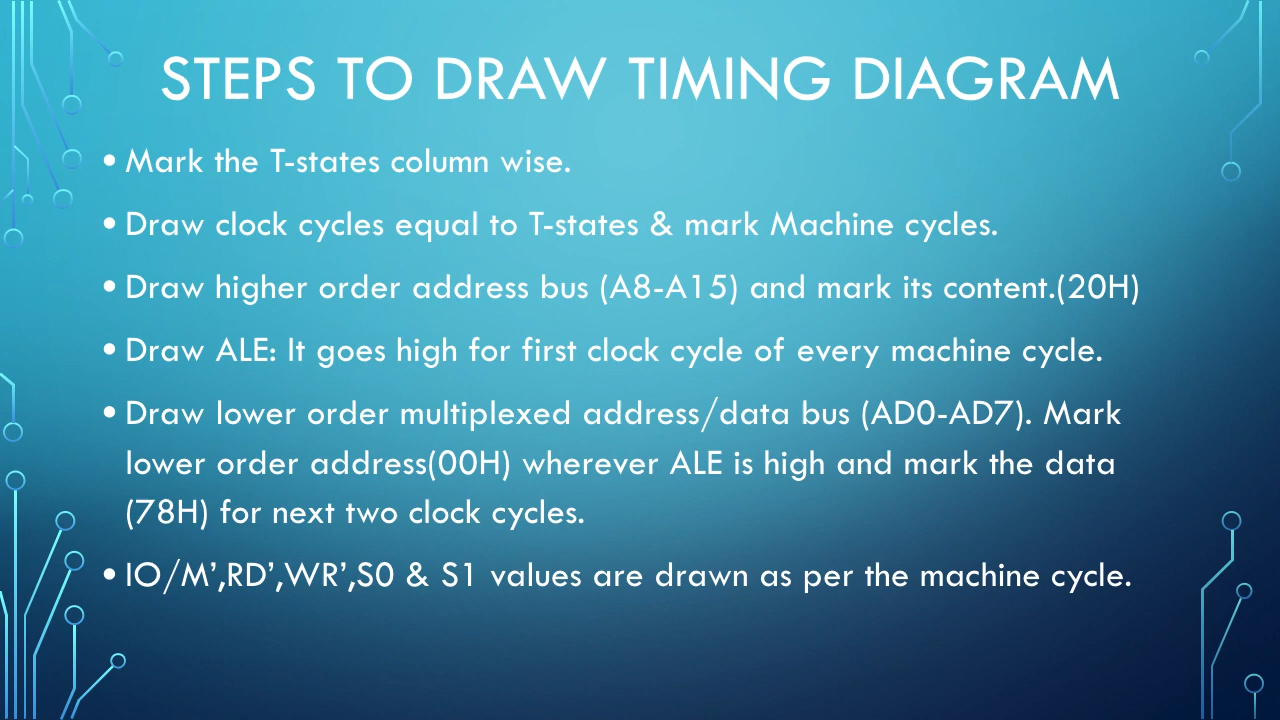 STEPS TO DRAW TIMING DIAGRAM
• Mark the T-states column wise.
• Draw clock cycles equal to T-states & mark Machine cycles.
• Draw higher order address bus (A8-A15) and mark its content.(20H)
• Draw ALE: It goes high for first clock cycle of every machine cycle.
• Draw lower order multiplexed address/data bus (AD0-AD7). Mark
lower order address(00H) wherever ALE is high and mark the data
(78H) for next two clock cycles.
• IO/M’,RD’,WR’,S0 & S1 values are drawn as per the machine cycle.